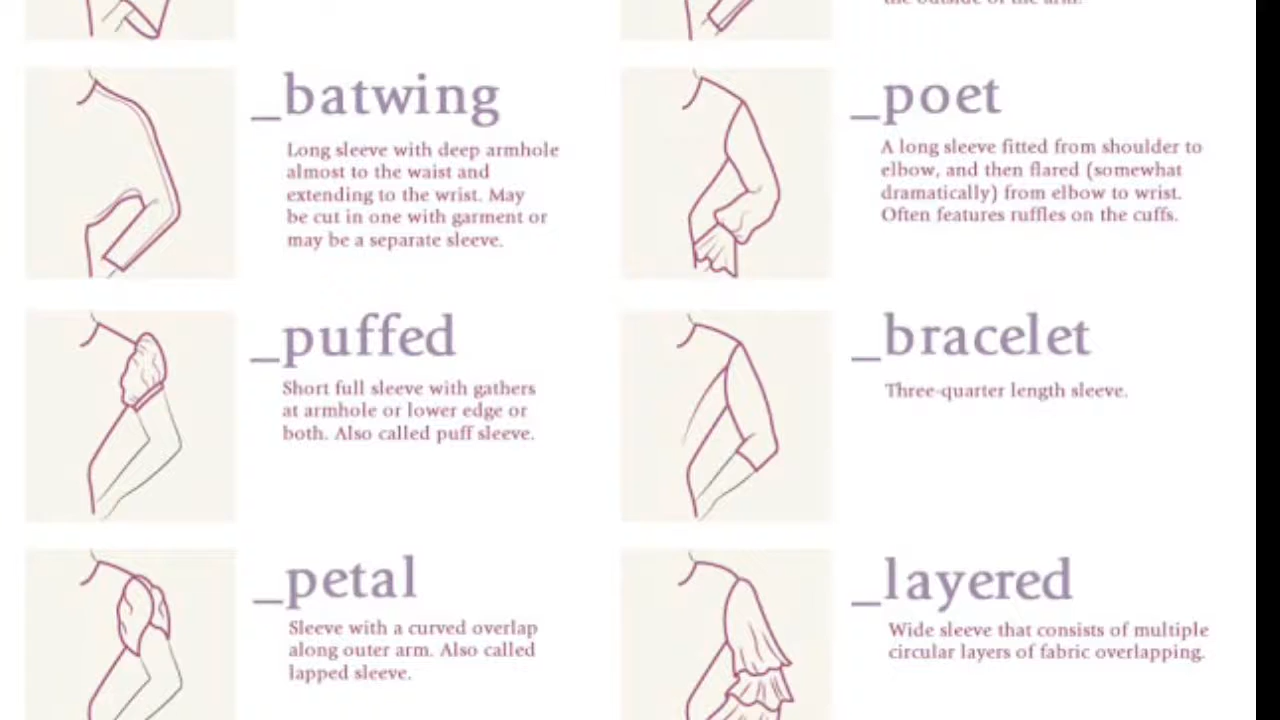 the outside of the arm.
_batwing
Long sleeve with deep armhole
almost to the waist and
extending to the wrist. May
be cut in one with garment or
may be a separate sleeve.
_poet
A long sleeve fitted from shoulder to
elbow, and then flared (somewhat
dramatically) from elbow to wrist.
Often features ruffles on the cuffs.
_puffed
Short full sleeve with gathers
at armhole or lower edge or
both. Also called puff sleeve.
_bracelet
Three-quarter length sleeve.
_petal
Sleeve with a curved overlap
along outer arm. Also called
lapped sleeve.
_layered
Wide sleeve that consists of multiple
circular layers of fabric overlapping.